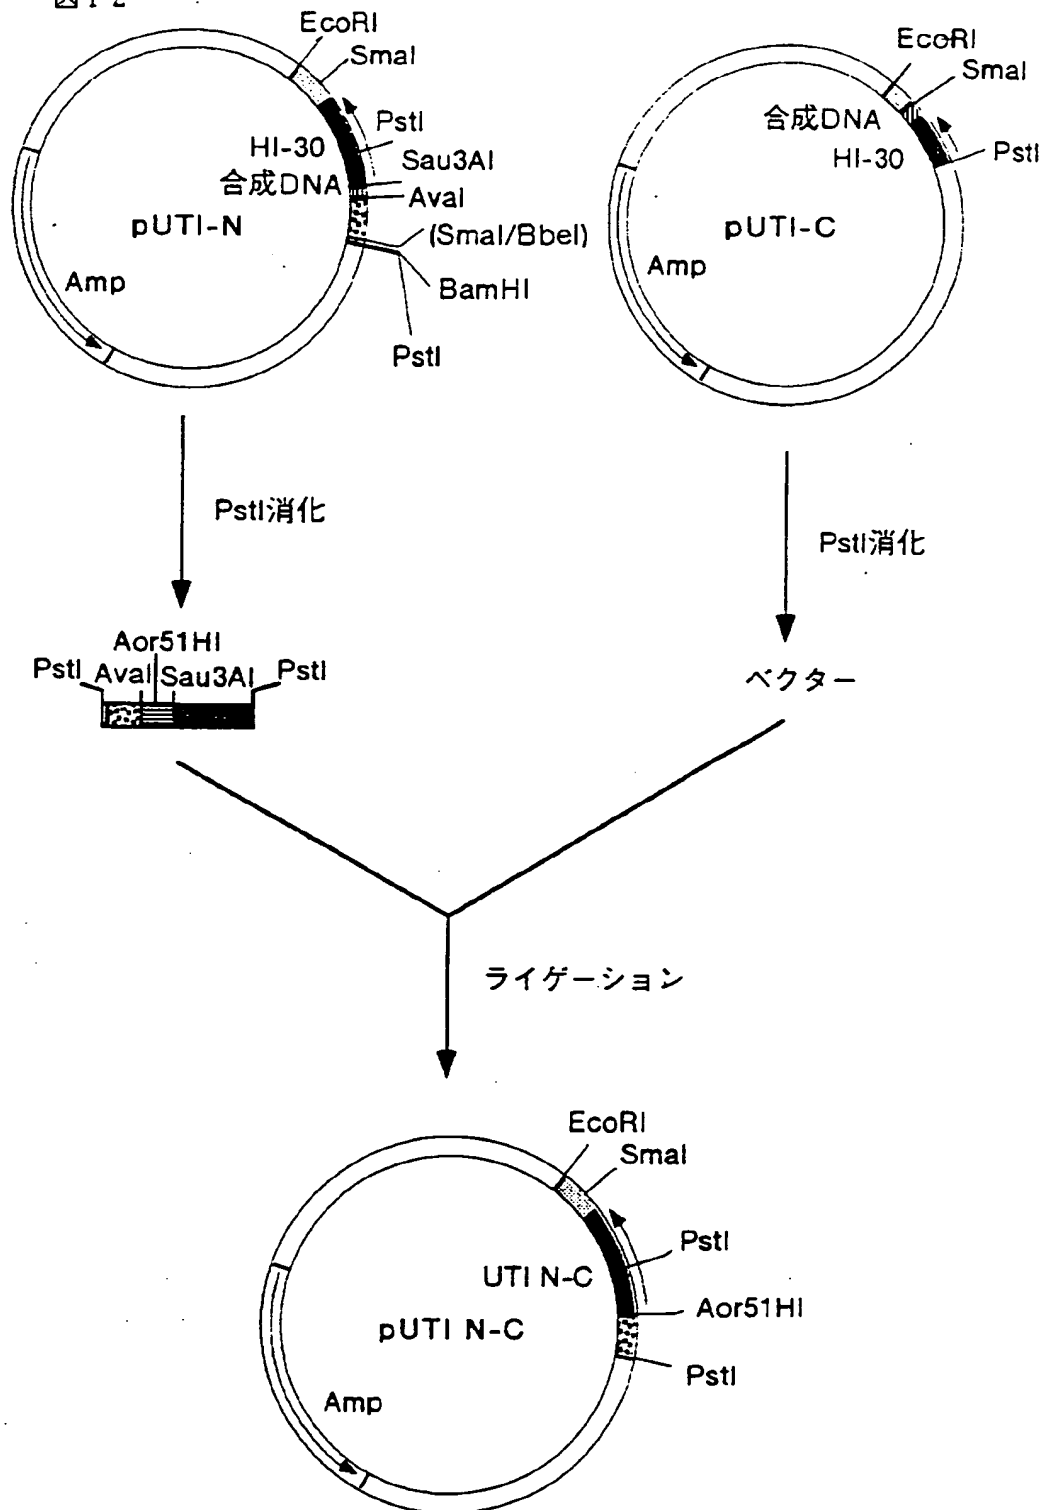 図12
EcoRI
SmaI
PstI
HI-30
Sau3AI
合成DNA
AvaI
pUTI-N
(SmaI/BbeI)
Amp
BamHI
PstI
EcoRI
SmaI
合成DNA
HI-30
PstI
pUTI-C
Amp
PstI消化
PstI消化
Aor51HI
PstI AvaI Sau3AI PstI
ベクター
ライゲーション
EcoRI
SmaI
PstI
UTI N-C
Aor51HI
pUTI N-C
PstI
Amp